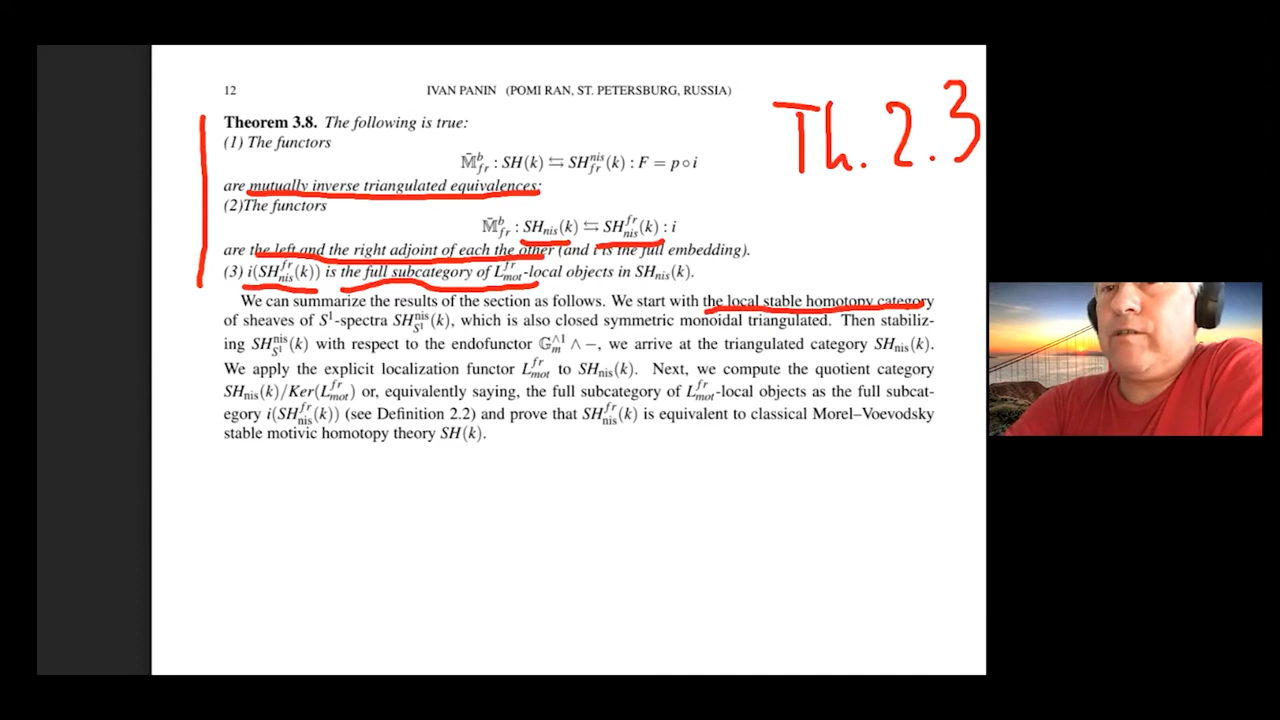 12 IVAN PANIN (POMI RAN, ST. PETERSBURG, RUSSIA)
Th. 2.3
Theorem 3.8. The following is true:
(1) The functors
M̄ᵇ_fr : SH(k) ⇆ SH^nis_fr(k) : F = p∘i
are mutually inverse triangulated equivalences;
(2)The functors
M̄ᵇ_fr : SH_nis(k) ⇆ SH^fr_nis(k) : i
are the left and the right adjoint of each the other (and i is the full embedding).
(3) i(SH^fr_nis(k)) is the full subcategory of L^fr_mot-local objects in SH_nis(k).
We can summarize the results of the section as follows. We start with the local stable homotopy category
of sheaves of S¹-spectra SH^nis_S¹(k), which is also closed symmetric monoidal triangulated. Then stabiliz-
ing SH^nis_S¹(k) with respect to the endofunctor G^∧1_m ∧ −, we arrive at the triangulated category SH_nis(k).
We apply the explicit localization functor L^fr_mot to SH_nis(k). Next, we compute the quotient category
SH_nis(k)/Ker(L^fr_mot) or, equivalently saying, the full subcategory of L^fr_mot-local objects as the full subcat-
egory i(SH^fr_nis(k)) (see Definition 2.2) and prove that SH^fr_nis(k) is equivalent to classical Morel–Voevodsky
stable motivic homotopy theory SH(k).